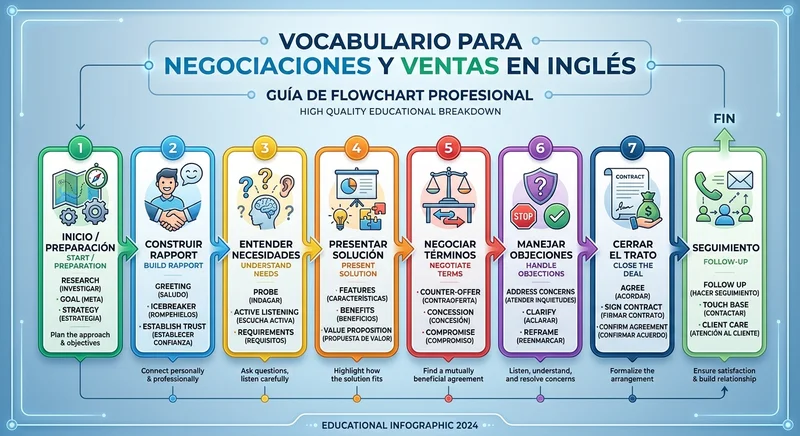 VOCABULARIO PARA
NEGOCIACIONES Y VENTAS EN INGLÉS
GUÍA DE FLOWCHART PROFESIONAL
HIGH QUALITY EDUCATIONAL BREAKDOWN
FIN
1
INICIO /
PREPARACIÓN
START /
PREPARATION
RESEARCH
(INVESTIGAR)
· GOAL (META)
· STRATEGY
(ESTRATEGIA)
Plan the approach
& objectives
2
CONSTRUIR
RAPPORT
BUILD RAPPORT
GREETING
(SALUDO)
· ICEBREAKER
(ROMPEHIELOS)
· ESTABLISH TRUST
(ESTABLECER
CONFIANZA)
Connect personally
& professionally
3
ENTENDER
NECESIDADES
UNDERSTAND
NEEDS
PROBE
(INDAGAR)
· ACTIVE LISTENING
(ESCUCHA ACTIVA)
· REQUIREMENTS
(REQUISITOS)
Ask questions,
listen carefully
4
PRESENTAR
SOLUCIÓN
PRESENT
SOLUTION
· FEATURES
(CARACTERÍSTICAS)
· BENEFITS
(BENEFICIOS)
· VALUE PROPOSITION
(PROPUESTA DE VALOR)
Highlight how
the solution fits
5
NEGOCIAR
TÉRMINOS
NEGOTIATE
TERMS
· COUNTER-OFFER
(CONTRAOFERTA)
· CONCESSION
(CONCESIÓN)
· COMPROMISE
(COMPROMISO)
Find a mutually
beneficial agreement
6
?
STOP
MANEJAR
OBJECIONES
HANDLE
OBJECTIONS
ADDRESS CONCERNS
(ATENDER INQUIETUDES)
· CLARIFY
(ACLARAR)
· REFRAME
(REENMARCAR)
Listen, understand,
and resolve concerns
7
CONTRACT
$
CERRAR
EL TRATO
CLOSE THE
DEAL
AGREE
(ACORDAR)
· SIGN CONTRACT
(FIRMAR CONTRATO)
· CONFIRM AGREEMENT
(CONFIRMAR ACUERDO)
Formalize the
arrangement
SEGUIMIENTO
FOLLOW-UP
FOLLOW UP
(HACER SEGUIMIENTO)
· TOUCH BASE
(CONTACTAR)
· CLIENT CARE
(ATENCIÓN AL CLIENTE)
Ensure satisfaction
& build relationship
EDUCATIONAL INFOGRAPHIC 2024